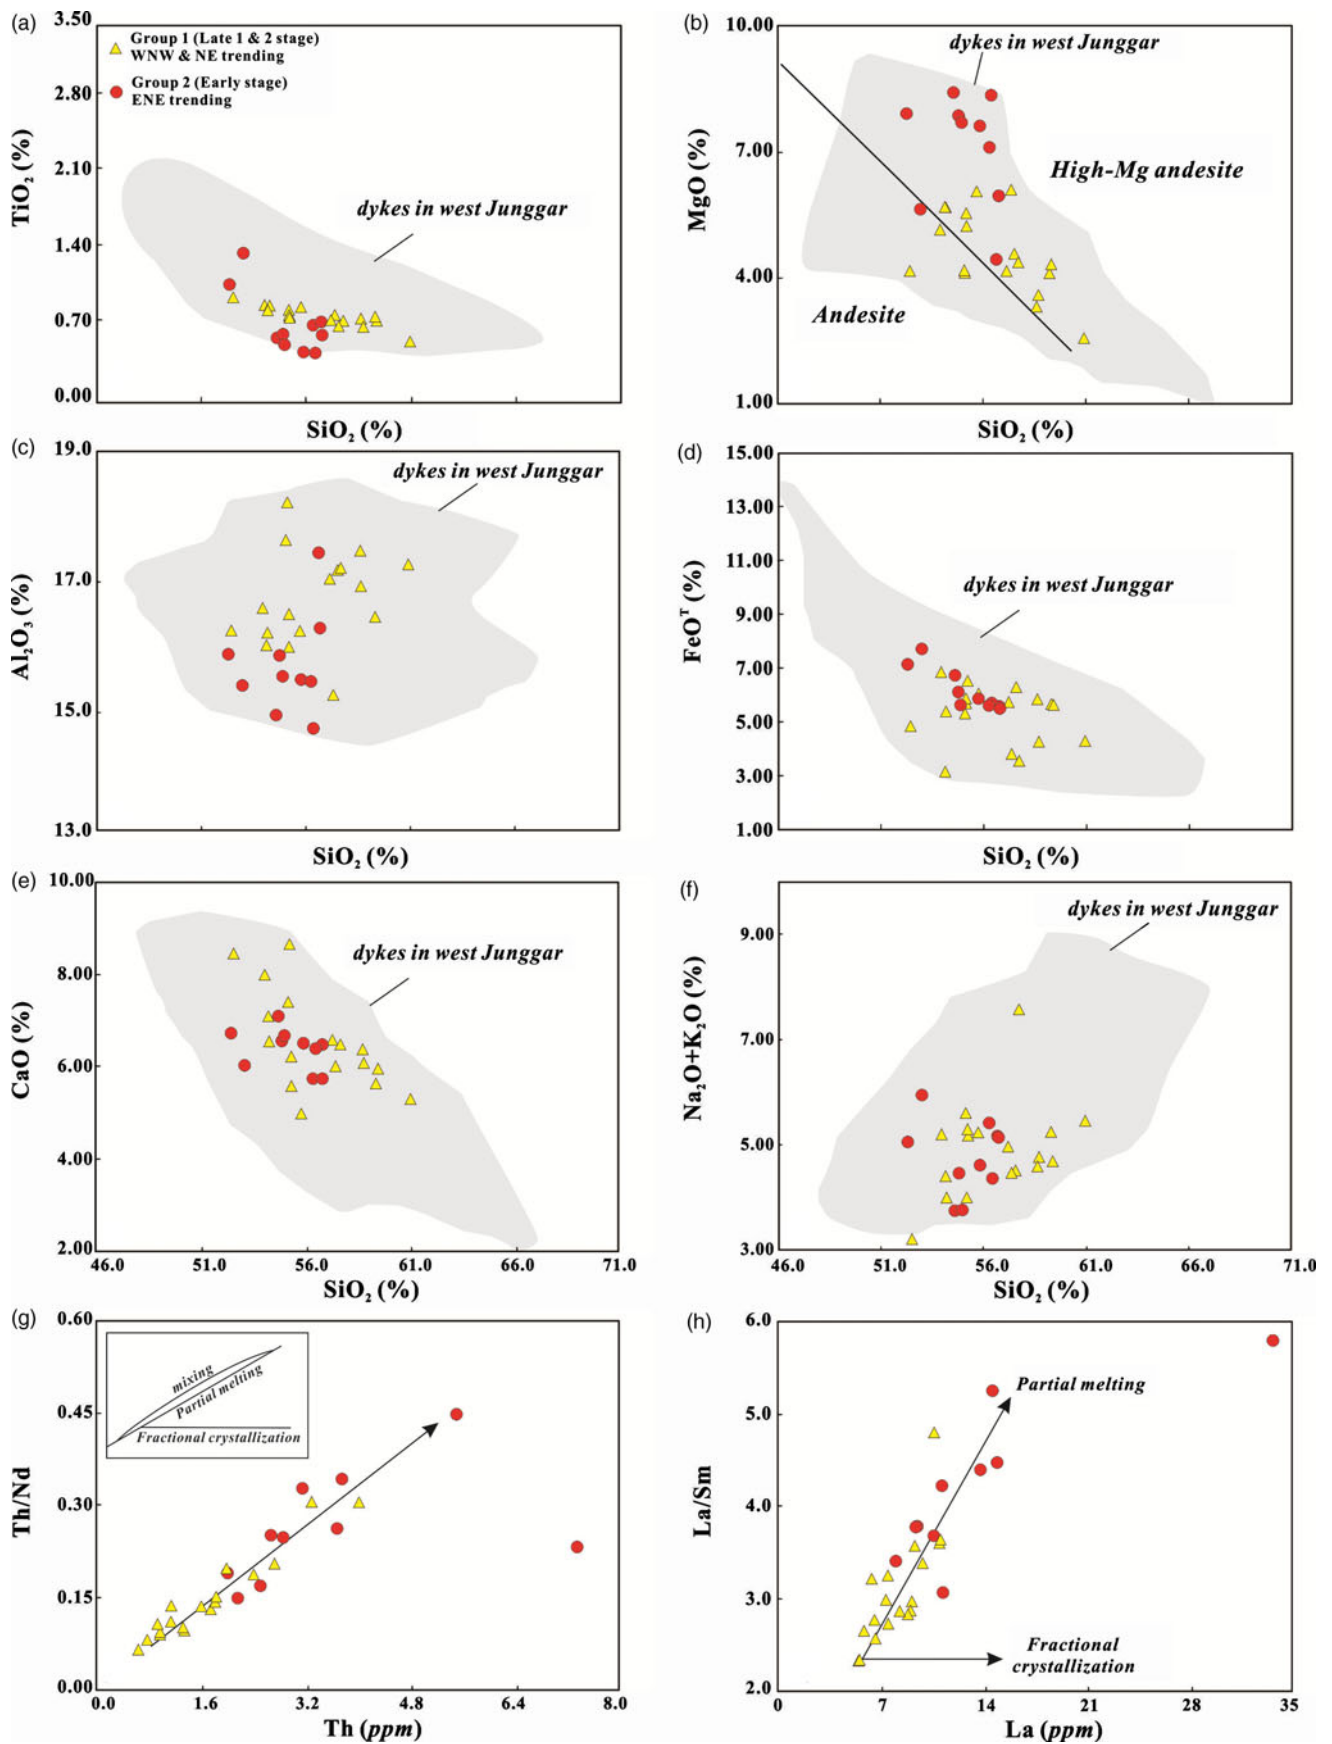 (a)
3.50
2.80
2.10
1.40
0.70
0.00
TiO₂ (%)
Group 1 (Late 1 & 2 stage)
WNW & NE trending
Group 2 (Early stage)
ENE trending
dykes in west Junggar
SiO₂ (%)
(b)
10.00
7.00
4.00
1.00
MgO (%)
dykes in west Junggar
High-Mg andesite
Andesite
SiO₂ (%)
(c)
19.0
17.0
15.0
13.0
Al₂O₃ (%)
dykes in west Junggar
SiO₂ (%)
(d)
15.00
13.00
11.00
9.00
7.00
5.00
3.00
1.00
FeOᵀ (%)
dykes in west Junggar
SiO₂ (%)
(e)
10.00
8.00
6.00
4.00
2.00
CaO (%)
dykes in west Junggar
46.0 51.0 56.0 61.0 66.0 71.0
SiO₂ (%)
(f)
9.00
7.00
5.00
3.00
Na₂O+K₂O (%)
dykes in west Junggar
46.0 51.0 56.0 61.0 66.0 71.0
SiO₂ (%)
(g)
0.60
0.45
0.30
0.15
0.00
Th/Nd
mixing
Partial melting
Fractional crystallization
0.0 1.6 3.2 4.8 6.4 8.0
Th (ppm)
(h)
6.0
5.0
4.0
3.0
2.0
La/Sm
Partial melting
Fractional
crystallization
0 7 14 21 28 35
La (ppm)